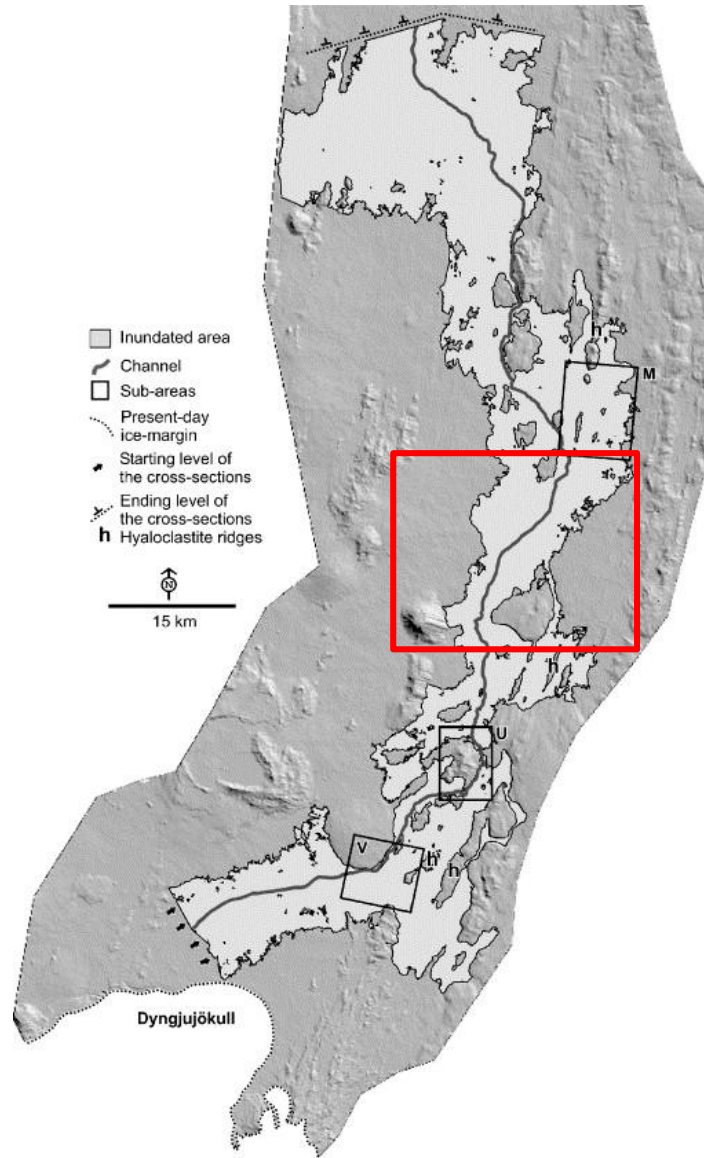 h
M
Inundated area
Channel
Sub-areas
Present-day
ice-margin
Starting level of
the cross-sections
Ending level of
the cross-sections
h Hyaloclastite ridges
N
15 km
h
U
V
h
h
Dyngjujökull